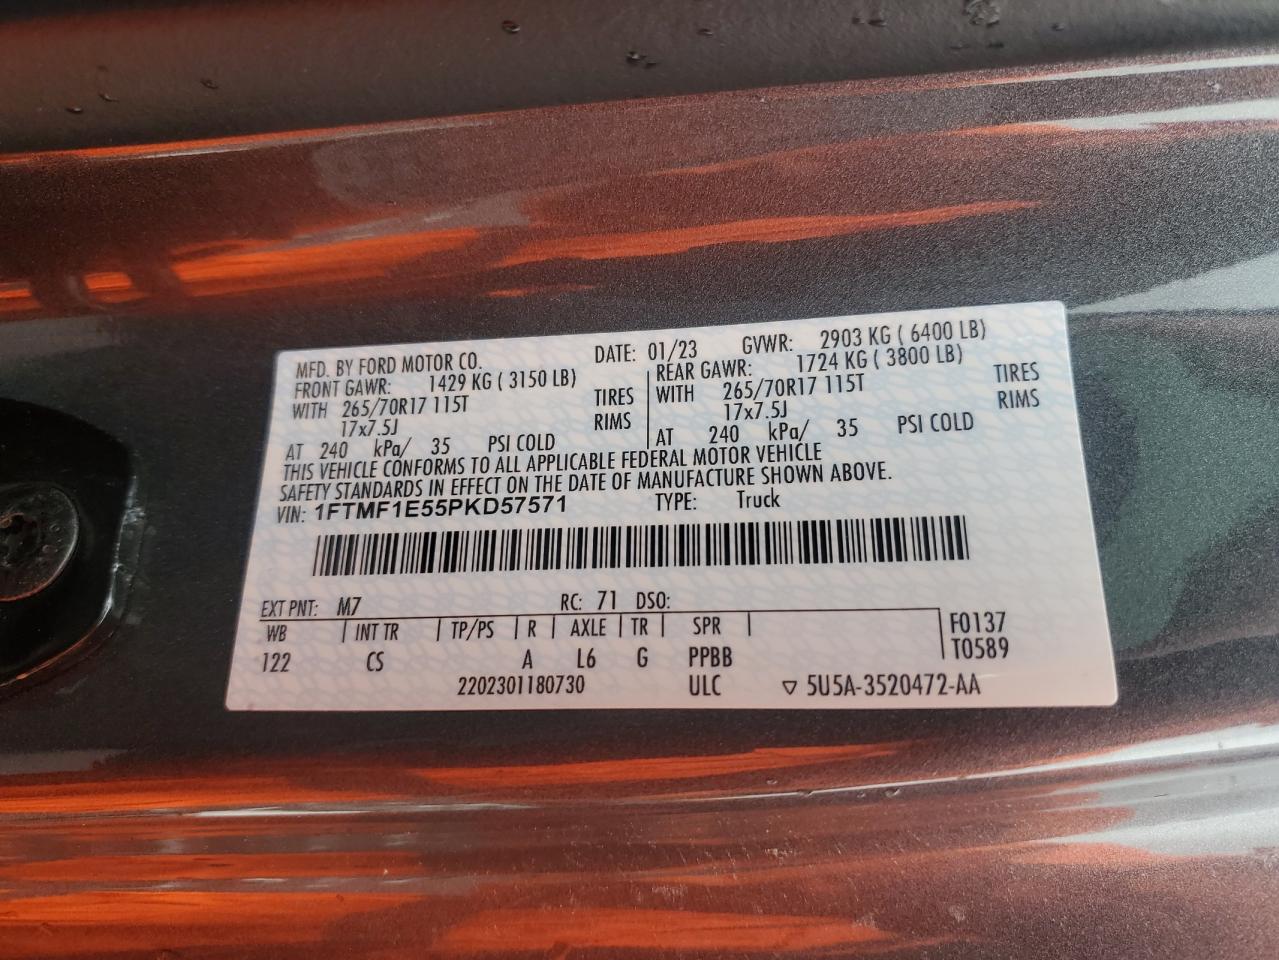 MFD. BY FORD MOTOR CO. DATE: 01/23 GVWR: 2903 KG ( 6400 LB)
FRONT GAWR: 1429 KG ( 3150 LB) REAR GAWR: 1724 KG ( 3800 LB)
WITH 265/70R17 115T TIRES WITH 265/70R17 115T TIRES
17x7.5J RIMS 17x7.5J RIMS
AT 240 kPa/ 35 PSI COLD AT 240 kPa/ 35 PSI COLD
THIS VEHICLE CONFORMS TO ALL APPLICABLE FEDERAL MOTOR VEHICLE
SAFETY STANDARDS IN EFFECT ON THE DATE OF MANUFACTURE SHOWN ABOVE.
VIN: 1FTMF1E55PKD57571 TYPE: Truck
EXT PNT: M7 RC: 71 DSO:
WB | INT TR | TP/PS | R | AXLE | TR | SPR | F0137
122 CS A L6 G PPBB T0589
2202301180730 ULC ▽ 5U5A-3520472-AA